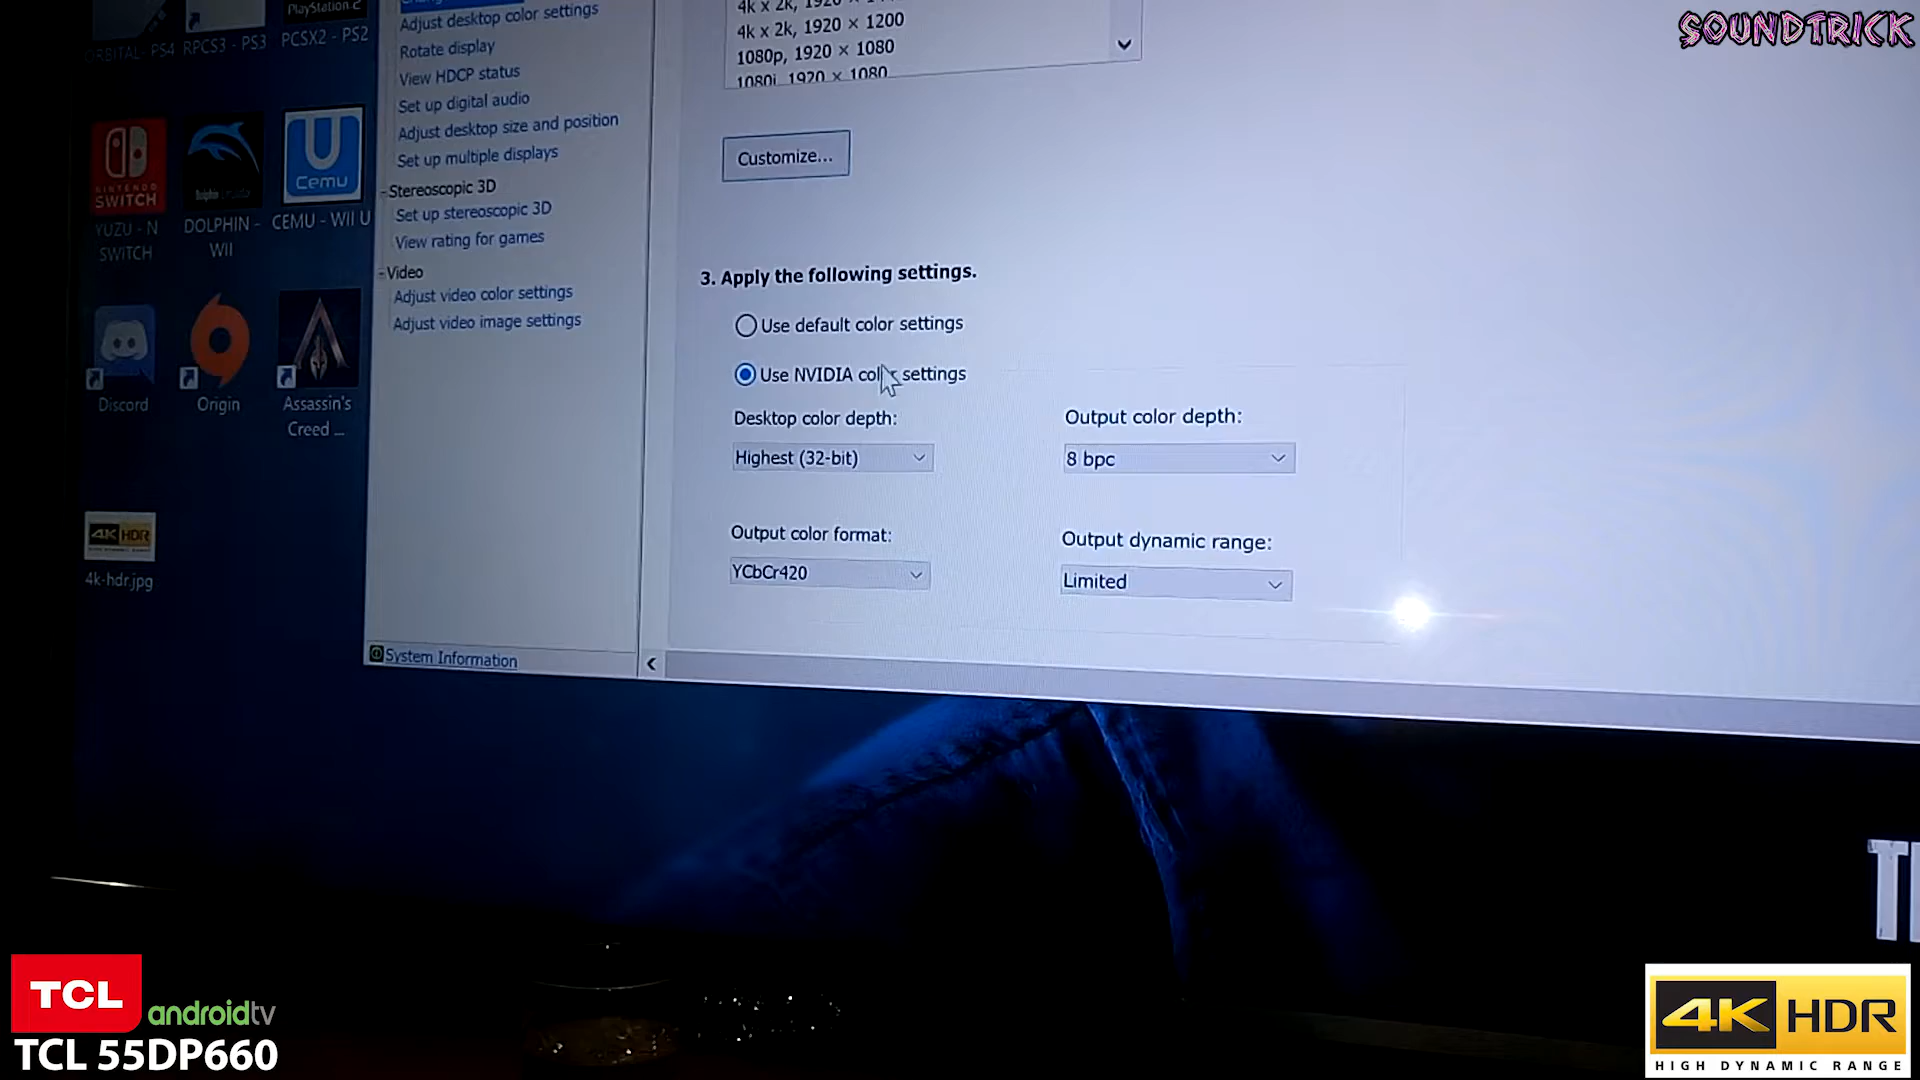 SOUNDTRICK
ORBITAL- PS4
RPCS3 - PS3
PlayStation 2
PCSX2 - PS2
NINTENDO
SWITCH
YUZU - N
SWITCH
DOLPHIN -
WII
Cemu
CEMU - WII U
Discord
Origin
Assassin's
Creed ...
4K HDR
4k-hdr.jpg
Adjust desktop color settings
Rotate display
View HDCP status
Set up digital audio
Adjust desktop size and position
Set up multiple displays
Stereoscopic 3D
Set up stereoscopic 3D
View rating for games
Video
Adjust video color settings
Adjust video image settings
System Information
4k x 2k, 1920 ×
4k x 2k, 1920 × 1200
1080p, 1920 × 1080
1080i, 1920 × 1080
Customize...
3. Apply the following settings.
Use default color settings
Use NVIDIA color settings
Desktop color depth:
Output color depth:
Highest (32-bit)
8 bpc
Output color format:
Output dynamic range:
YCbCr420
Limited
TCL
androidtv
TCL 55DP660
4K HDR
HIGH DYNAMIC RANGE